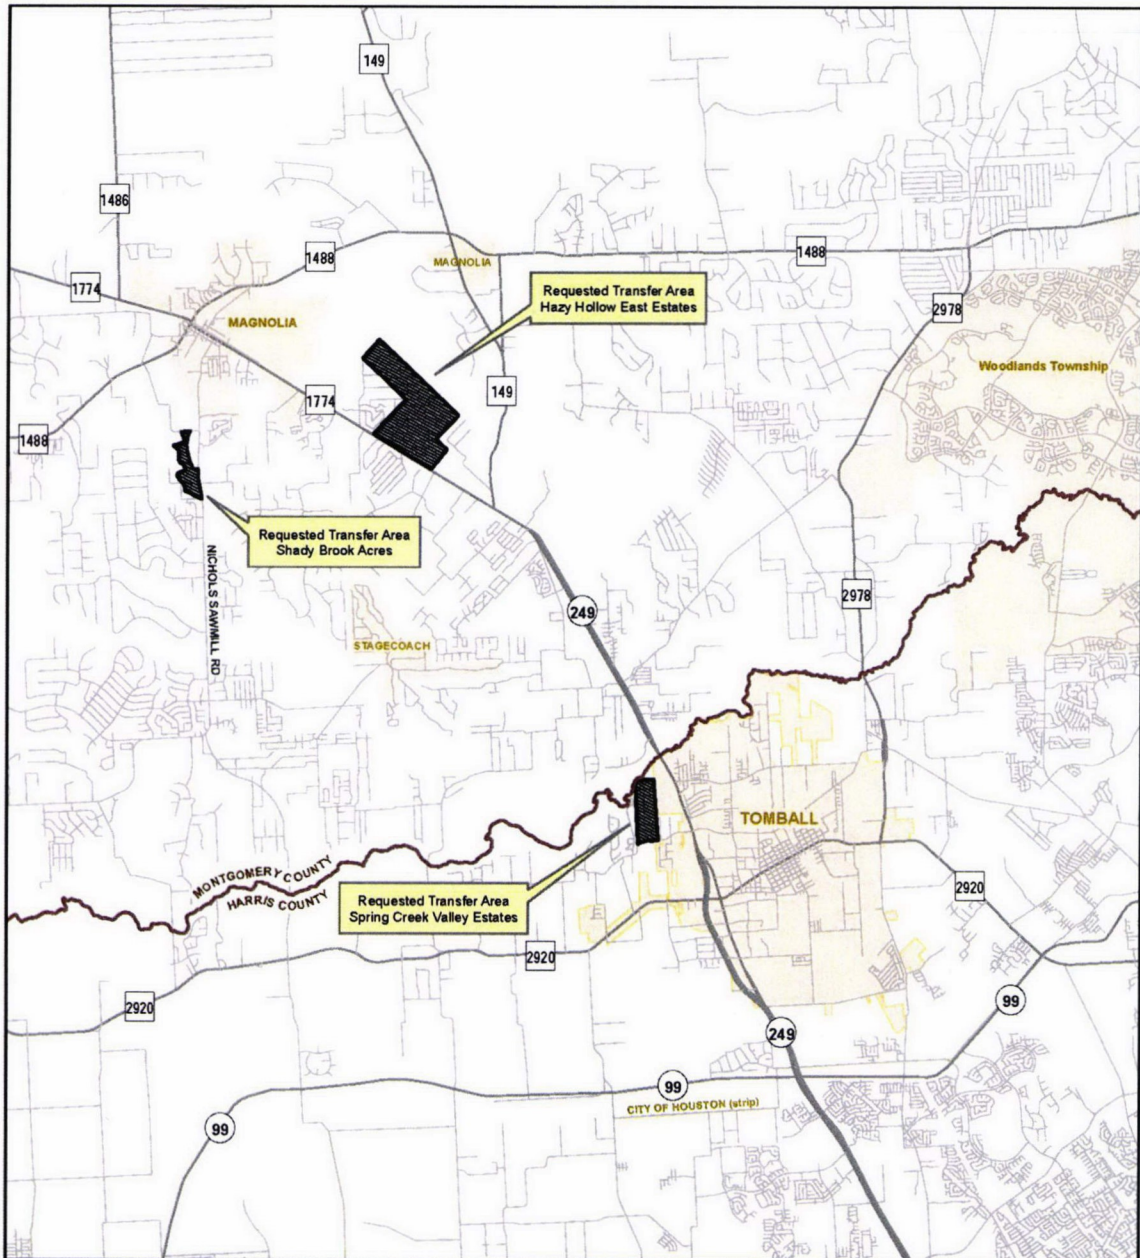 149
1486
1488
1488
MAGNOLIA
1774
Requested Transfer Area
Hazy Hollow East Estates
2978
MAGNOLIA
Woodlands Township
149
1774
1488
Requested Transfer Area
Shady Brook Acres
NICHOLS SAWMILL RD
2978
249
STAGECOACH
TOMBALL
MONTGOMERY COUNTY
HARRIS COUNTY
Requested Transfer Area
Spring Creek Valley Estates
2920
2920
2920
99
249
99
CITY OF HOUSTON (strip)
99